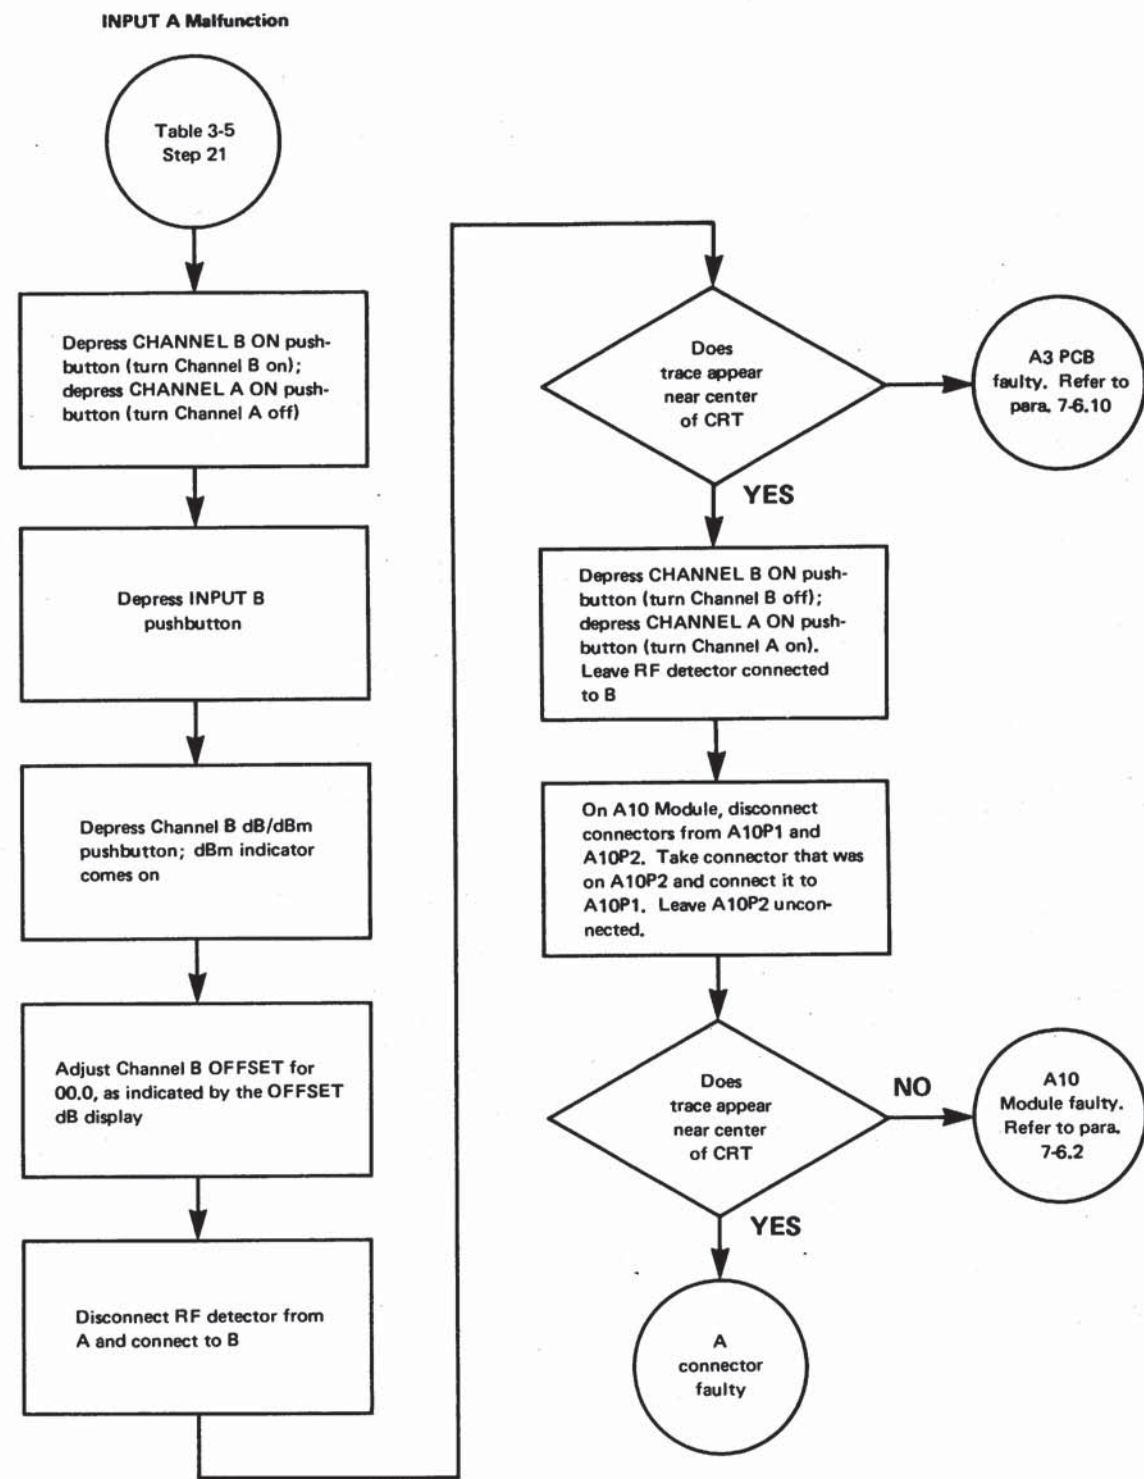 INPUT A Malfunction
Table 3-5
Step 21
Depress CHANNEL B ON push-
button (turn Channel B on);
depress CHANNEL A ON push-
button (turn Channel A off)
Depress INPUT B
pushbutton
Depress Channel B dB/dBm
pushbutton; dBm indicator
comes on
Adjust Channel B OFFSET for
00.0, as indicated by the OFFSET
dB display
Disconnect RF detector from
A and connect to B
Does
trace appear
near center
of CRT
A3 PCB
faulty. Refer to
para. 7-6.10
YES
Depress CHANNEL B ON push-
button (turn Channel B off);
depress CHANNEL A ON push-
button (turn Channel A on).
Leave RF detector connected
to B
On A10 Module, disconnect
connectors from A10P1 and
A10P2. Take connector that was
on A10P2 and connect it to
A10P1. Leave A10P2 uncon-
nected.
Does
trace appear
near center
of CRT
NO
A10
Module faulty.
Refer to para.
7-6.2
YES
A
connector
faulty